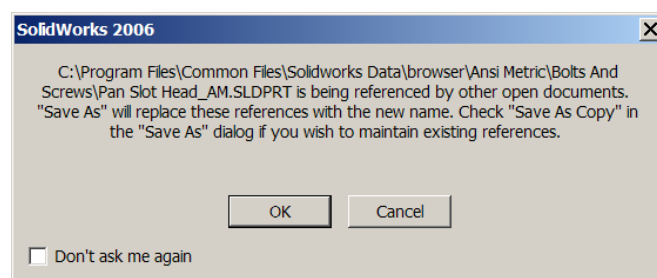 SolidWorks 2006
C:\Program Files\Common Files\Solidworks Data\browser\Ansi Metric\Bolts And
Screws\Pan Slot Head_AM.SLDPRT is being referenced by other open documents.
"Save As" will replace these references with the new name. Check "Save As Copy" in
the "Save As" dialog if you wish to maintain existing references.
OK Cancel
Don't ask me again